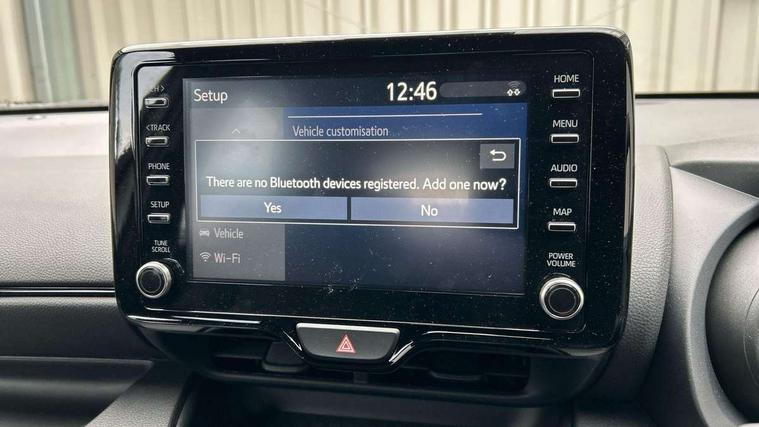 Setup
12:46
Vehicle customisation
There are no Bluetooth devices registered. Add one now?
Yes
No
Vehicle
Wi-Fi
CH >
< TRACK
PHONE
SETUP
TUNE
SCROLL
HOME
MENU
AUDIO
MAP
POWER
VOLUME